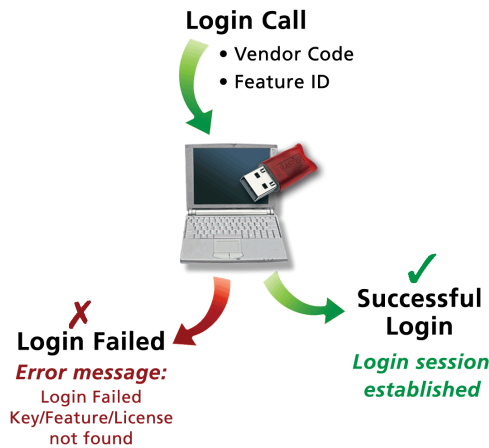 Login Call
• Vendor Code
• Feature ID
✗
Login Failed
Error message:
Login Failed
Key/Feature/License
not found
✓
Successful
Login
Login session
established